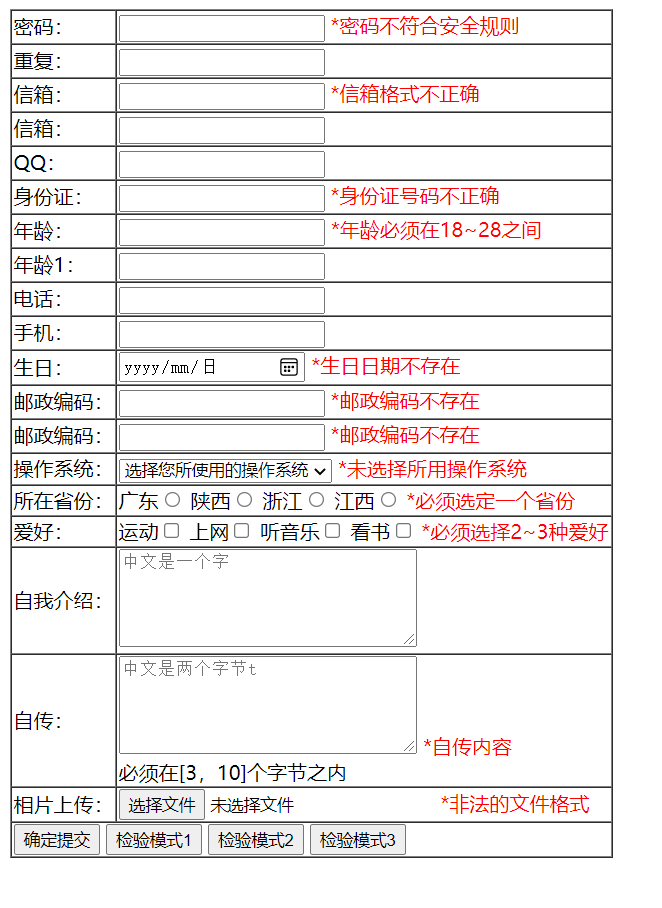 密码： *密码不符合安全规则
重复：
信箱： *信箱格式不正确
信箱：
QQ：
身份证： *身份证号码不正确
年龄： *年龄必须在18~28之间
年龄1：
电话：
手机：
生日： yyyy/mm/日 *生日日期不存在
邮政编码： *邮政编码不存在
邮政编码： *邮政编码不存在
操作系统： 选择您所使用的操作系统 *未选择所用操作系统
所在省份： 广东 陕西 浙江 江西 *必须选定一个省份
爱好： 运动 上网 听音乐 看书 *必须选择2~3种爱好
中文是一个字
自我介绍：
中文是两个字节t
自传：
*自传内容
必须在[3，10]个字节之内
相片上传： 选择文件 未选择文件 *非法的文件格式
确定提交 检验模式1 检验模式2 检验模式3